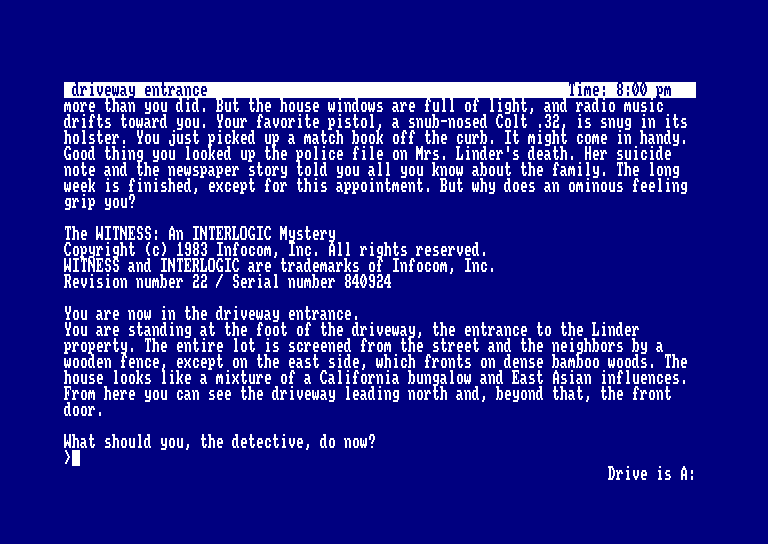 driveway entrance Time: 8:00 pm
more than you did. But the house windows are full of light, and radio music
drifts toward you. Your favorite pistol, a snub-nosed Colt .32, is snug in its
holster. You just picked up a match book off the curb. It might come in handy.
Good thing you looked up the police file on Mrs. Linder's death. Her suicide
note and the newspaper story told you all you know about the family. The long
week is finished, except for this appointment. But why does an ominous feeling
grip you?
The WITNESS: An INTERLOGIC Mystery
Copyright (c) 1983 Infocom, Inc. All rights reserved.
WITNESS and INTERLOGIC are trademarks of Infocom, Inc.
Revision number 22 / Serial number 840924
You are now in the driveway entrance.
You are standing at the foot of the driveway, the entrance to the Linder
property. The entire lot is screened from the street and the neighbors by a
wooden fence, except on the east side, which fronts on dense bamboo woods. The
house looks like a mixture of a California bungalow and East Asian influences.
From here you can see the driveway leading north and, beyond that, the front
door.
What should you, the detective, do now?
>
Drive is A: